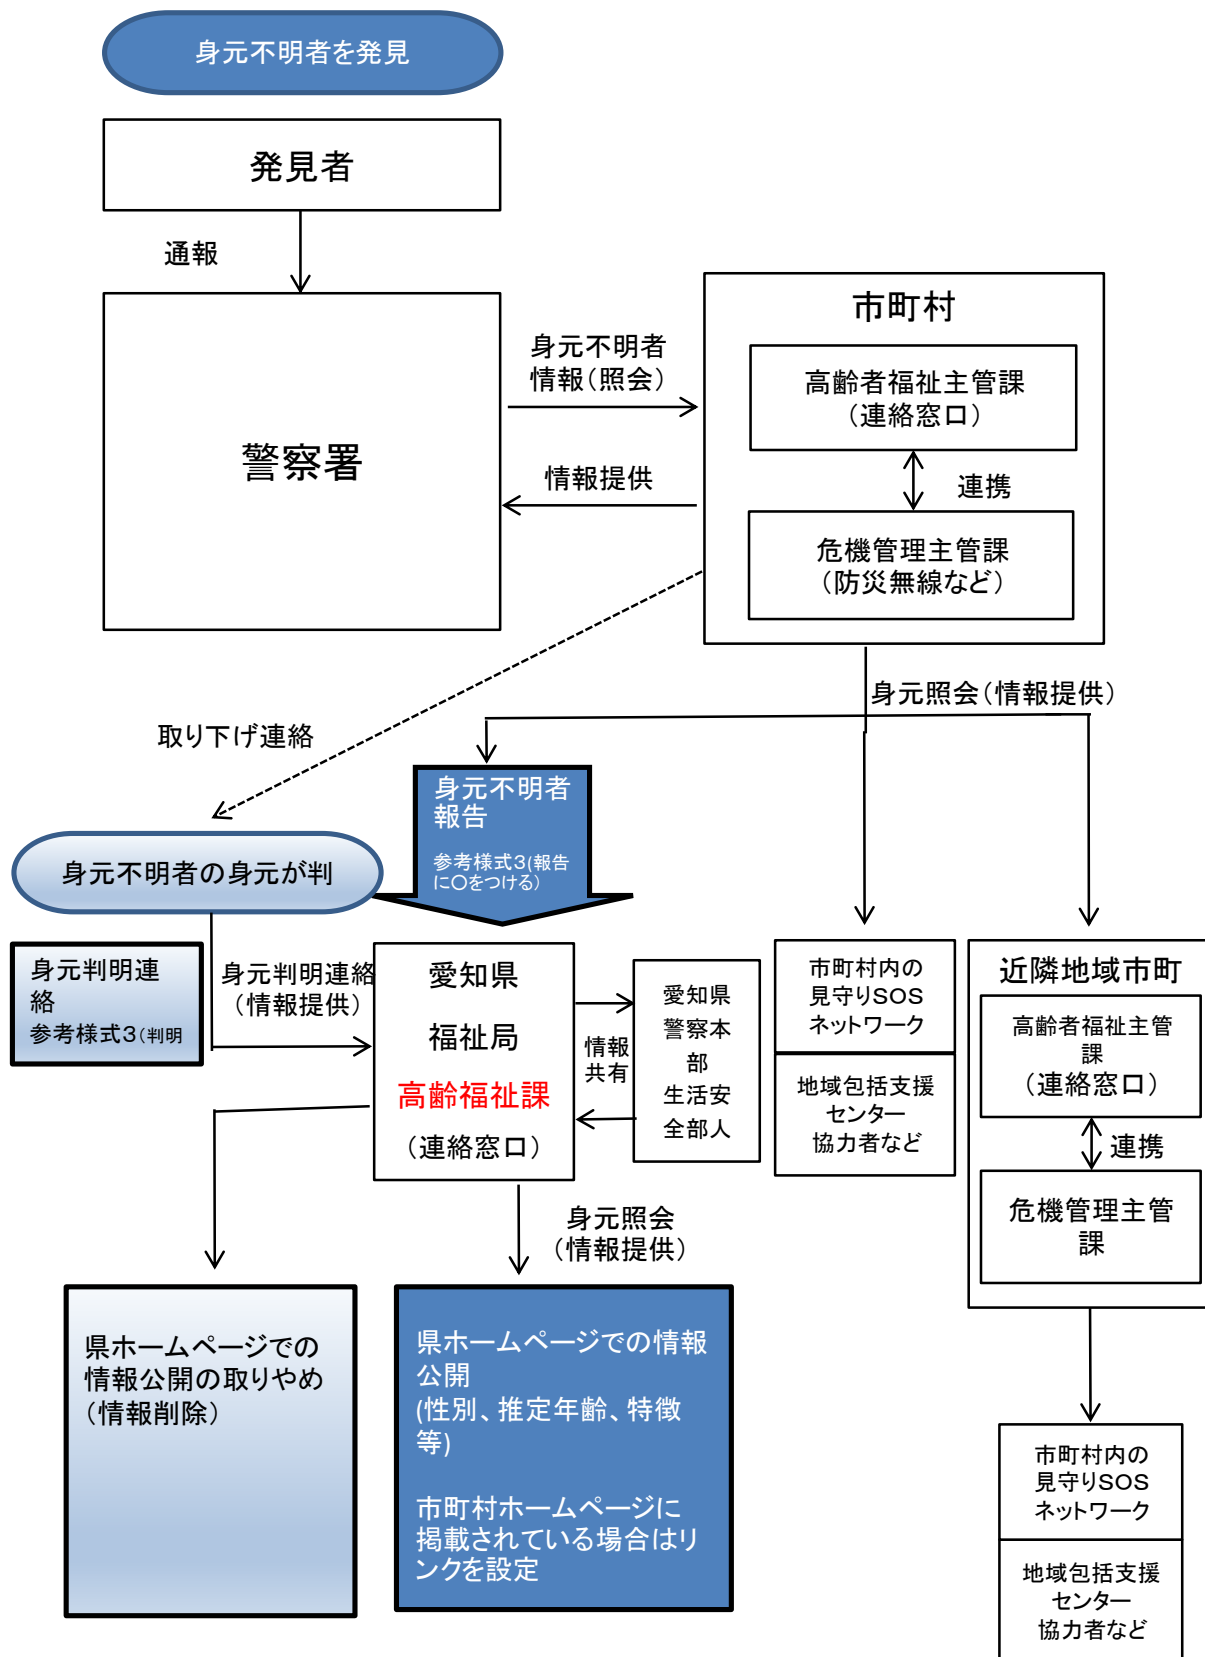 身元不明者を発見
発見者
通報
警察署
身元不明者
情報（照会）
情報提供
市町村
高齢者福祉主管課
（連絡窓口）
連携
危機管理主管課
（防災無線など）
身元照会（情報提供）
取り下げ連絡
身元不明者
報告
参考様式３(報告
に〇をつける）
身元不明者の身元が判
身元判明連
絡
参考様式３（判明
身元判明連絡
（情報提供）
愛知県
福祉局
高齢福祉課
（連絡窓口）
情報
共有
愛知県
警察本
部
生活安
全部人
市町村内の
見守りSOS
ネットワーク
地域包括支援
センター
協力者など
近隣地域市町
高齢者福祉主管
課
（連絡窓口）
連携
危機管理主管
課
身元照会
（情報提供）
県ホームページでの
情報公開の取りやめ
（情報削除）
県ホームページでの情報
公開
(性別、推定年齢、特徴
等)
市町村ホームページに
掲載されている場合はリ
ンクを設定
市町村内の
見守りSOS
ネットワーク
地域包括支援
センター
協力者など